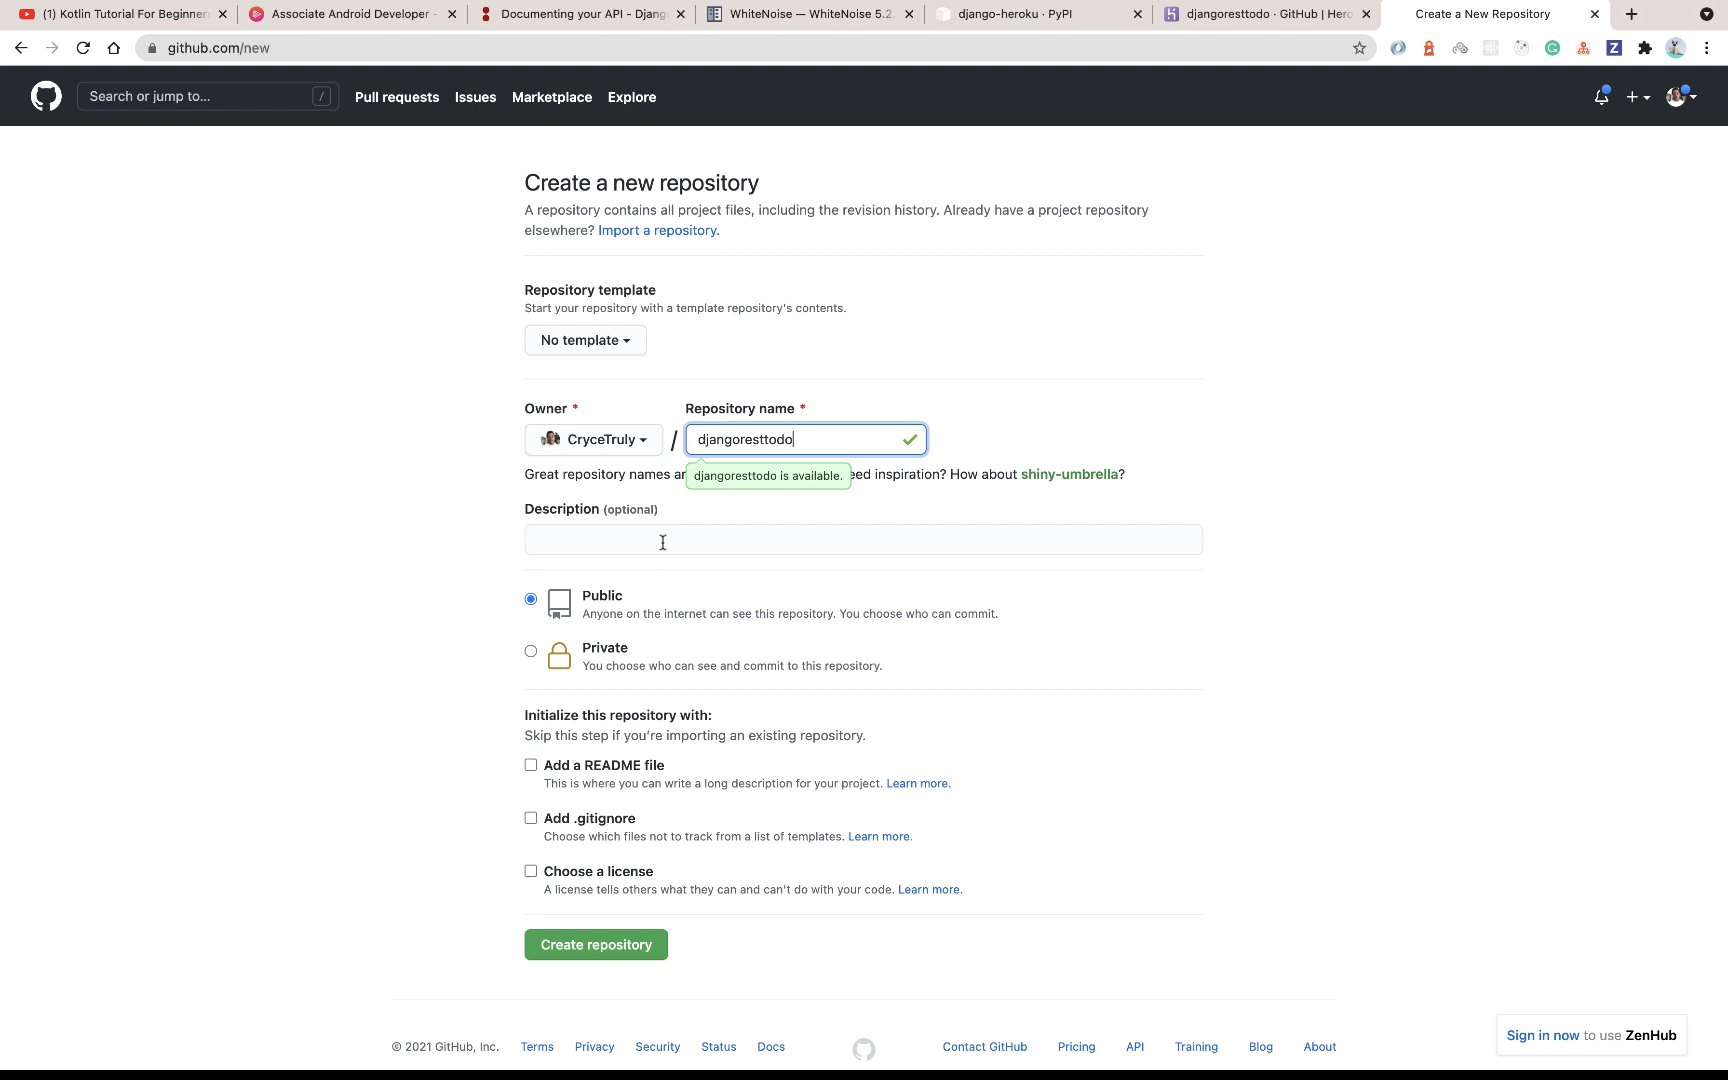 (1) Kotlin Tutorial For Beginner
Associate Android Developer -
Documenting your API - Djang
WhiteNoise — WhiteNoise 5.2.
django-heroku · PyPI
djangoresttodo · GitHub | Hero
Create a New Repository
github.com/new
Search or jump to... /
Pull requests Issues Marketplace Explore
Create a new repository
A repository contains all project files, including the revision history. Already have a project repository
elsewhere? Import a repository.
Repository template
Start your repository with a template repository's contents.
No template
Owner * Repository name *
CryceTruly / djangoresttodo
Great repository names ar djangoresttodo is available. eed inspiration? How about shiny-umbrella?
Description (optional)
Public
Anyone on the internet can see this repository. You choose who can commit.
Private
You choose who can see and commit to this repository.
Initialize this repository with:
Skip this step if you're importing an existing repository.
Add a README file
This is where you can write a long description for your project. Learn more.
Add .gitignore
Choose which files not to track from a list of templates. Learn more.
Choose a license
A license tells others what they can and can't do with your code. Learn more.
Create repository
Sign in now to use ZenHub
© 2021 GitHub, Inc. Terms Privacy Security Status Docs Contact GitHub Pricing API Training Blog About